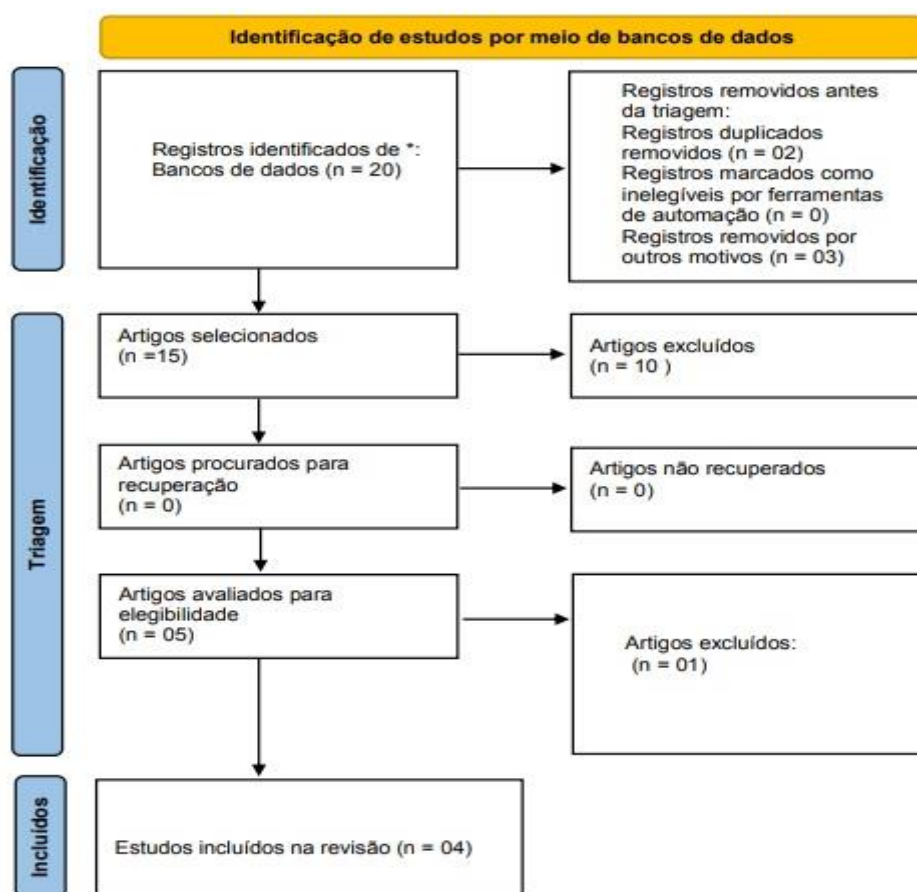 Identificação de estudos por meio de bancos de dados
Identificação
Registros identificados de *:
Bancos de dados (n = 20)
Registros removidos antes
da triagem:
Registros duplicados
removidos (n = 02)
Registros marcados como
inelegíveis por ferramentas
de automação (n = 0)
Registros removidos por
outros motivos (n = 03)
Triagem
Artigos selecionados
(n =15)
Artigos excluídos
(n = 10 )
Artigos procurados para
recuperação
(n = 0)
Artigos não recuperados
(n = 0)
Artigos avaliados para
elegibilidade
(n = 05)
Artigos excluídos:
(n = 01)
Incluídos
Estudos incluídos na revisão (n = 04)